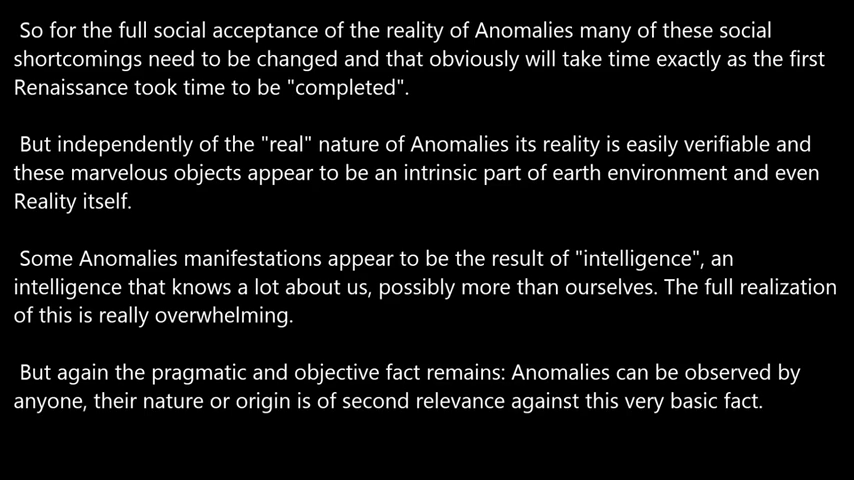 So for the full social acceptance of the reality of Anomalies many of these social
shortcomings need to be changed and that obviously will take time exactly as the first
Renaissance took time to be "completed".
But independently of the "real" nature of Anomalies its reality is easily verifiable and
these marvelous objects appear to be an intrinsic part of earth environment and even
Reality itself.
Some Anomalies manifestations appear to be the result of "intelligence", an
intelligence that knows a lot about us, possibly more than ourselves. The full realization
of this is really overwhelming.
But again the pragmatic and objective fact remains: Anomalies can be observed by
anyone, their nature or origin is of second relevance against this very basic fact.